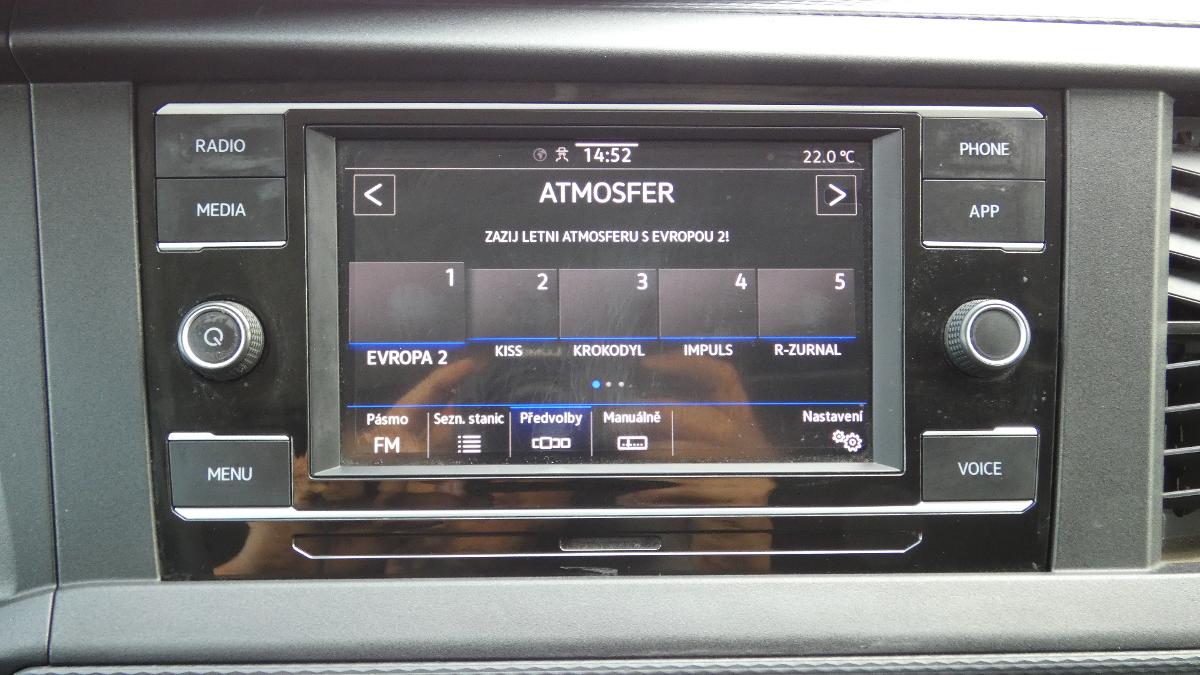 RADIO
MEDIA
MENU
14:52
22.0 °C
< ATMOSFER >
ZAZIJ LETNI ATMOSFERU S EVROPOU 2!
1 2 3 4 5
EVROPA 2 KISS KROKODYL IMPULS R-ZURNAL
Pásmo Sezn. stanic Předvolby Manuálně Nastavení
FM
PHONE
APP
VOICE